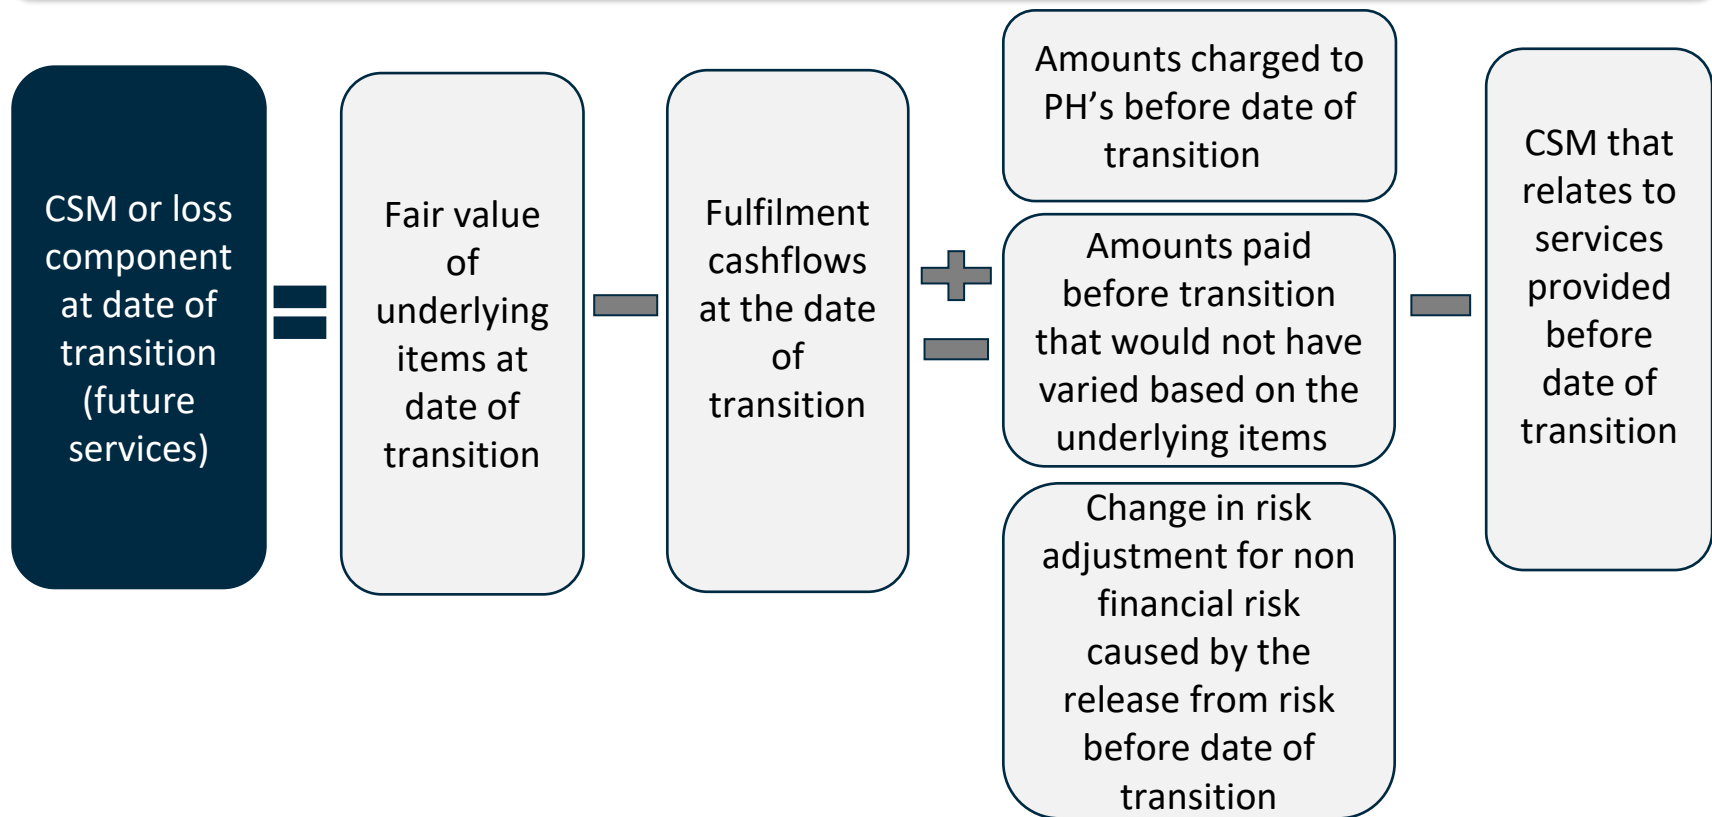 CSM or loss
component
at date of
transition
(future
services)
Fair value
of
underlying
items at
date of
transition
Fulfilment
cashflows
at the date
of
transition
Amounts charged to
PH's before date of
transition
Amounts paid
before transition
that would not have
varied based on the
underlying items
Change in risk
adjustment for non
financial risk
caused by the
release from risk
before date of
transition
CSM that
relates to
services
provided
before
date of
transition